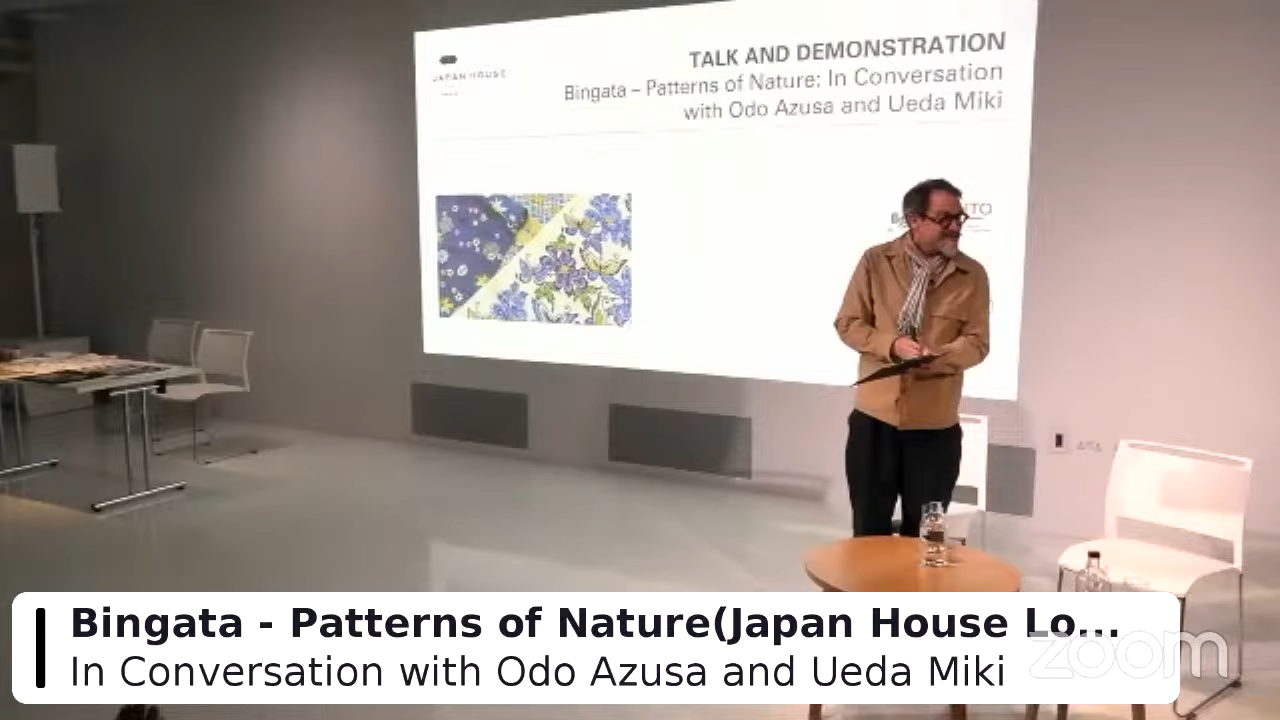 JAPAN HOUSE
TALK AND DEMONSTRATION
Bingata – Patterns of Nature: In Conversation
with Odo Azusa and Ueda Miki
Bingata - Patterns of Nature(Japan House Lo...
In Conversation with Odo Azusa and Ueda Miki
zoom